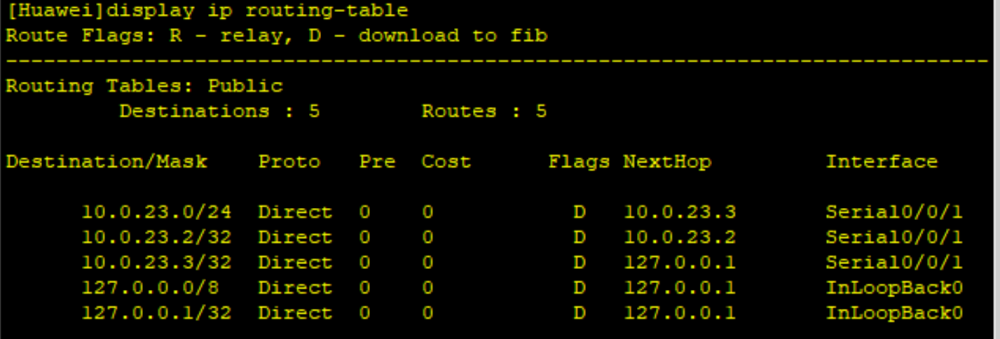 [Huawei]display ip routing-table
Route Flags: R - relay, D - download to fib
------------------------------------------------------------------------------
Routing Tables: Public
         Destinations : 5        Routes : 5

Destination/Mask    Proto   Pre  Cost      Flags NextHop         Interface

      10.0.23.0/24  Direct  0    0           D   10.0.23.3       Serial0/0/1
      10.0.23.2/32  Direct  0    0           D   10.0.23.2       Serial0/0/1
      10.0.23.3/32  Direct  0    0           D   127.0.0.1       Serial0/0/1
      127.0.0.0/8   Direct  0    0           D   127.0.0.1       InLoopBack0
      127.0.0.1/32  Direct  0    0           D   127.0.0.1       InLoopBack0